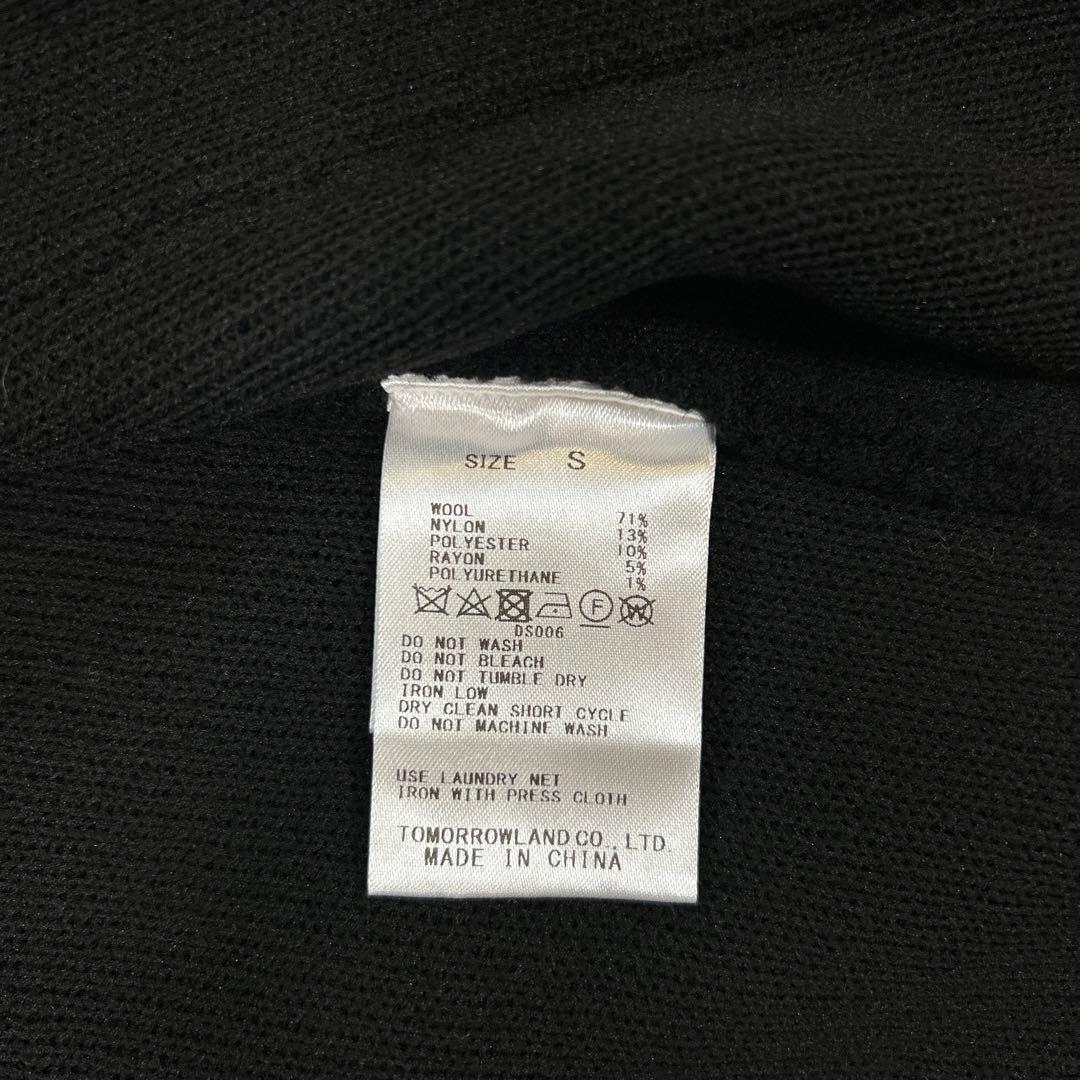 SIZE S
WOOL 71%
NYLON 13%
POLYESTER 10%
RAYON 5%
POLYURETHANE 1%
F W
DS006
DO NOT WASH
DO NOT BLEACH
DO NOT TUMBLE DRY
IRON LOW
DRY CLEAN SHORT CYCLE
DO NOT MACHINE WASH
USE LAUNDRY NET
IRON WITH PRESS CLOTH
TOMORROWLAND CO., LTD
MADE IN CHINA